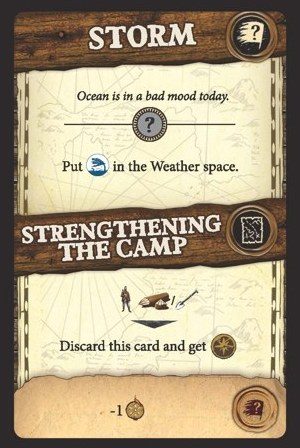 STORM
?
Ocean is in a bad mood today.
?
Put in the Weather space.
STRENGTHENING
THE CAMP
/
Discard this card and get
-1
?